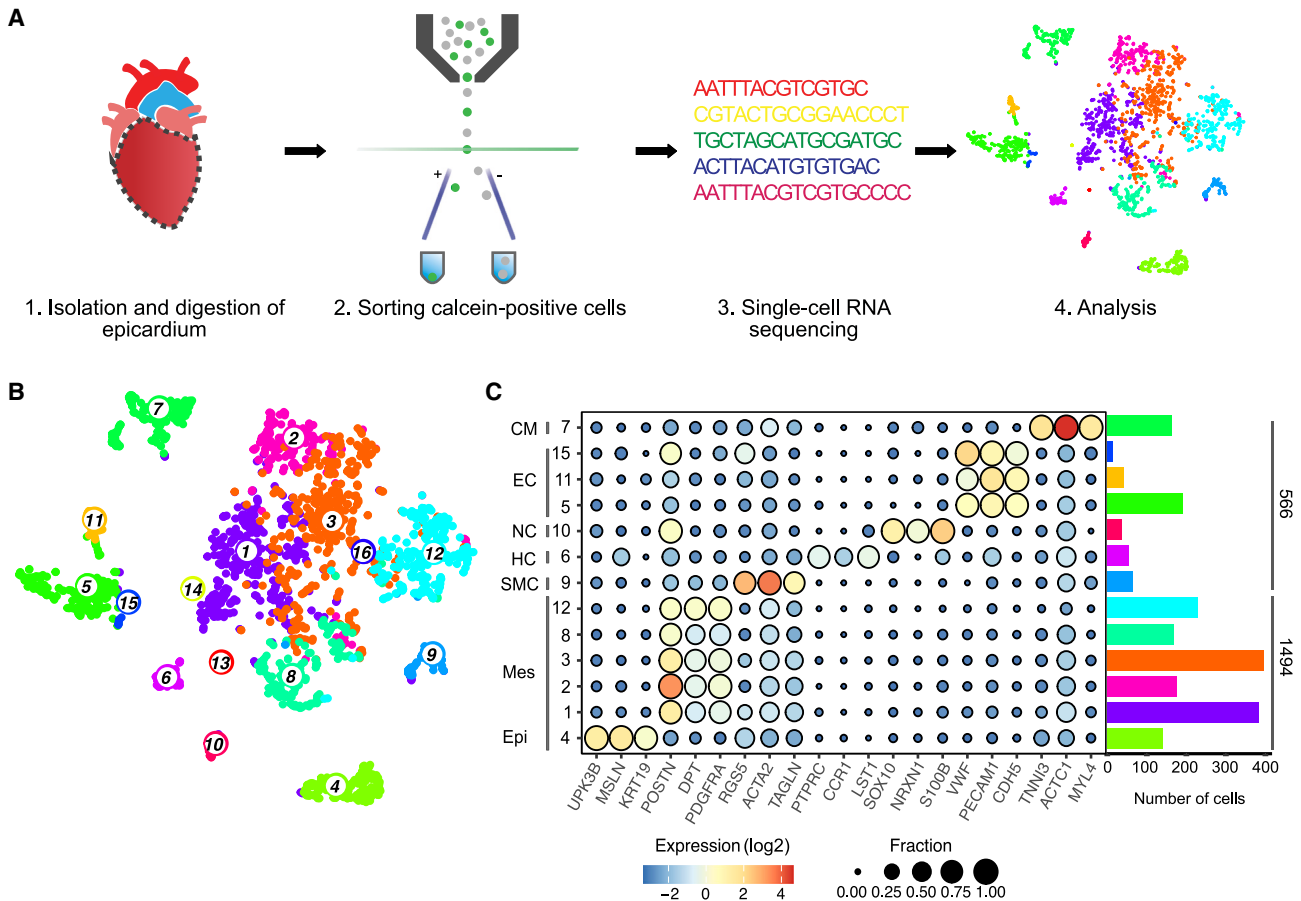 A
+
-
AATTTACGTCGTGC
CGTACTGCGGAACCCT
TGCTAGCATGCGATGC
ACTTACATGTGTGAC
AATTTACGTCGTGCCCC
1. Isolation and digestion of
epicardium
2. Sorting calcein-positive cells
3. Single-cell RNA
sequencing
4. Analysis
B
7
2
11
3
1
16
12
5
14
15
13
6
8
9
10
4
C
CM 7
15
EC 11
5
NC 10
HC 6
SMC 9
12
8
Mes 3
2
1
Epi 4
566
1494
UPK3B
MSLN
KRT19
POSTN
DPT
PDGFRA
RGS5
ACTA2
TAGLN
PTPRC
CCR1
LST1
SOX10
NRXN1
S100B
VWF
PECAM1
CDH5
TNNI3
ACTC1
MYL4
0 100 200 300 400
Number of cells
Expression (log2)
−2 0 2 4
Fraction
0.00 0.25 0.50 0.75 1.00